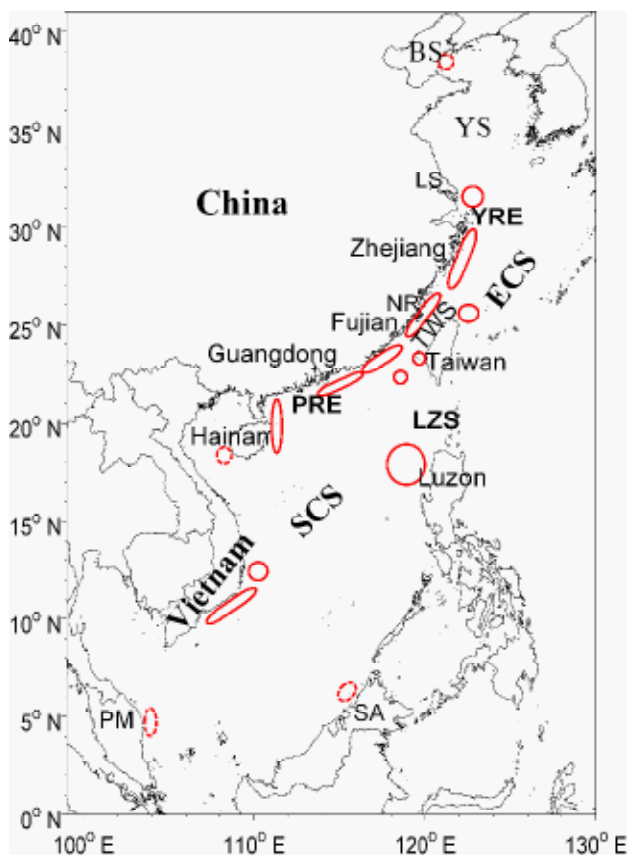 40° N
BS
YS
35° N
LS
China
YRE
30° N
Zhejiang
ECS
NR
25° N
Fujian
TWS
Guangdong
Taiwan
PRE
20° N
Hainan
LZS
Luzon
SCS
15° N
Vietnam
10° N
5° N
PM
SA
0° N
100° E
110° E
120° E
130° E